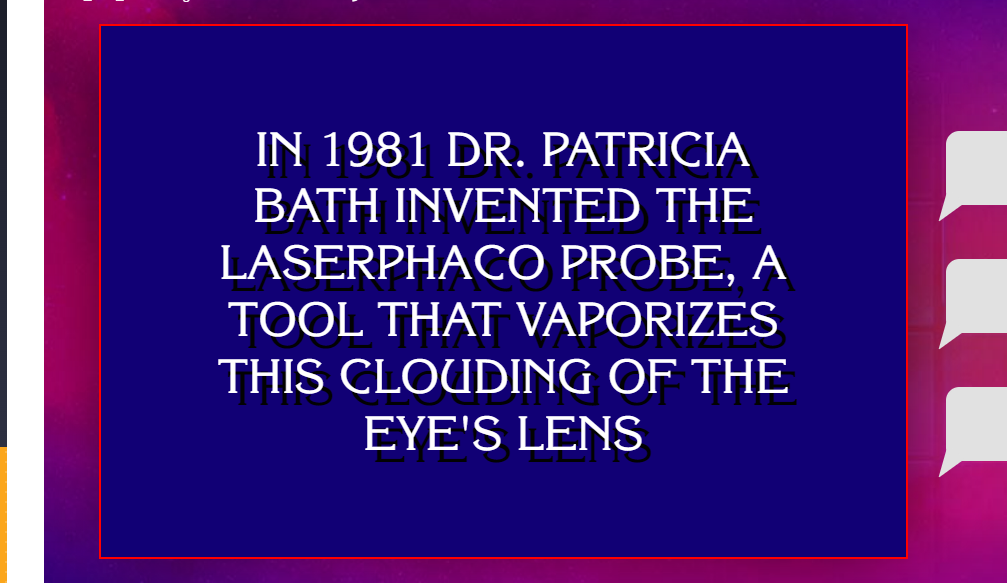 IN 1981 DR. PATRICIA
BATH INVENTED THE
LASERPHACO PROBE, A
TOOL THAT VAPORIZES
THIS CLOUDING OF THE
EYE'S LENS